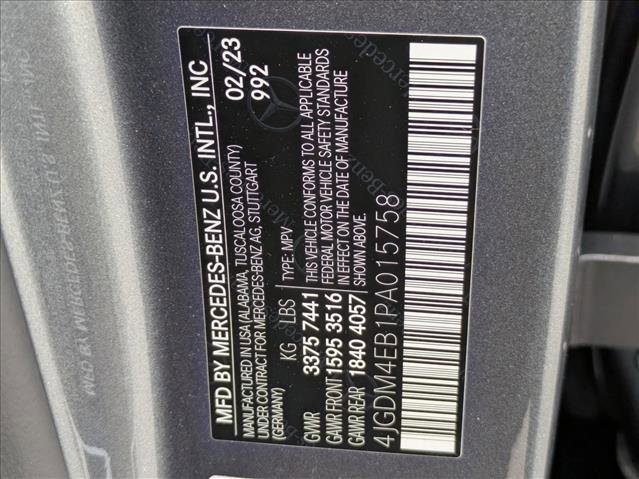 MFD BY MERCEDES-BENZ U.S. INTL., INC
02/23
992
MANUFACTURED IN USA (ALABAMA, TUSCALOOSA COUNTY)
UNDER CONTRACT FOR MERCEDES-BENZ AG, STUTTGART
(GERMANY)
KG LBS TYPE: MPV
GVWR 3375 7441
GAWR FRONT 1595 3516
GAWR REAR 1840 4057
THIS VEHICLE CONFORMS TO ALL APPLICABLE
FEDERAL MOTOR VEHICLE SAFETY STANDARDS
IN EFFECT ON THE DATE OF MANUFACTURE
SHOWN ABOVE.
4JGDM4EB1PA015758